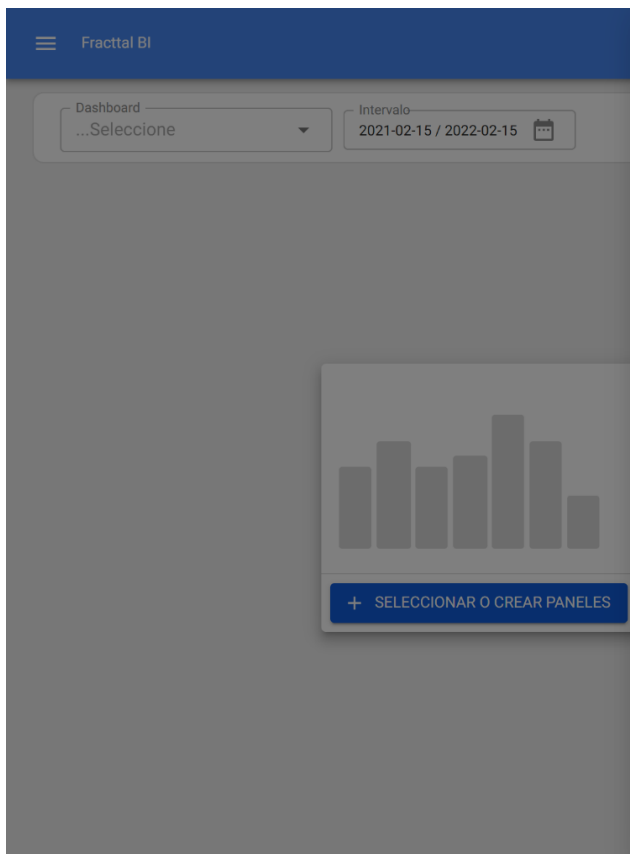 Fracttal BI
Dashboard
...Seleccione
Intervalo
2021-02-15 / 2022-02-15
+ SELECCIONAR O CREAR PANELES